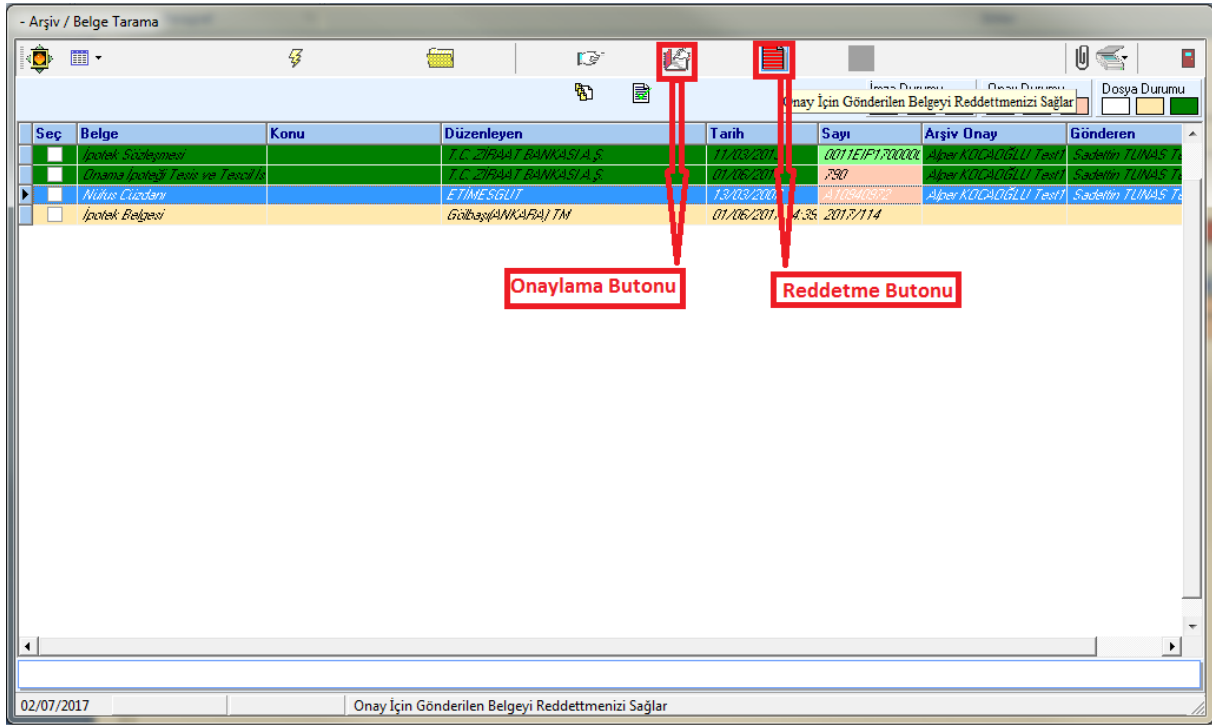 - Arşiv / Belge Tarama
Onay İçin Gönderilen Belgeyi Reddettmenizi Sağlar
Dosya Durumu
Seç Belge Konu Düzenleyen Tarih Sayı Arşiv Onay Gönderen
İpotek Sözleşmesi T.C. ZİRAAT BANKASI A.Ş. 11/03/201 0011EIP1700000 Alper KOCAOĞLU Test1 Sadettin TUNAS Te
Onama İpoteği Tesis ve Tescil İs T.C. ZİRAAT BANKASI A.Ş. 01/06/201 790 Alper KOCAOĞLU Test1 Sadettin TUNAS Te
Nüfus Cüzdanı ETİMESGUT 13/03/200 Alper KOCAOĞLU Test1 Sadettin TUNAS Te
İpotek Belgesi Gölbaşı(ANKARA) TM 01/06/201 4:35 2017/114
Onaylama Butonu
Reddetme Butonu
02/07/2017 Onay İçin Gönderilen Belgeyi Reddettmenizi Sağlar